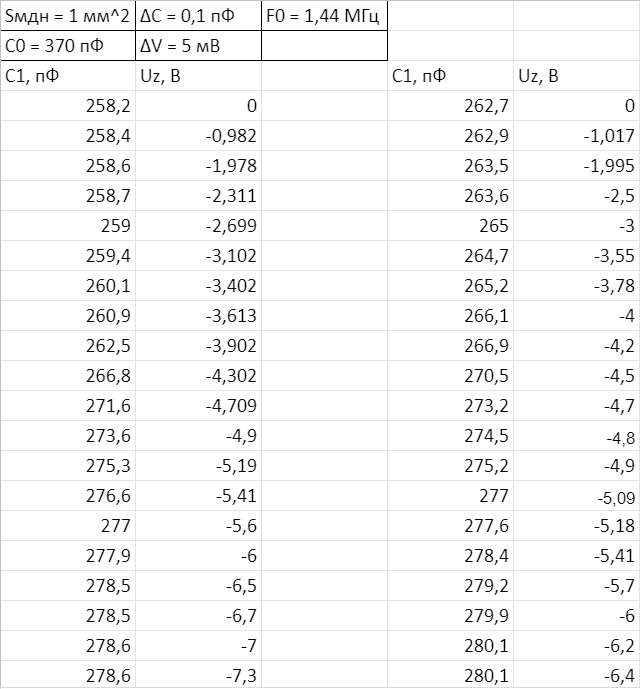 Sмдн = 1 мм^2 ΔC = 0,1 пФ F0 = 1,44 МГц
C0 = 370 пФ ΔV = 5 мВ
C1, пФ Uz, В C1, пФ Uz, В
258,2 0 262,7 0
258,4 -0,982 262,9 -1,017
258,6 -1,978 263,5 -1,995
258,7 -2,311 263,6 -2,5
259 -2,699 265 -3
259,4 -3,102 264,7 -3,55
260,1 -3,402 265,2 -3,78
260,9 -3,613 266,1 -4
262,5 -3,902 266,9 -4,2
266,8 -4,302 270,5 -4,5
271,6 -4,709 273,2 -4,7
273,6 -4,9 274,5 -4,8
275,3 -5,19 275,2 -4,9
276,6 -5,41 277 -5,09
277 -5,6 277,6 -5,18
277,9 -6 278,4 -5,41
278,5 -6,5 279,2 -5,7
278,5 -6,7 279,9 -6
278,6 -7 280,1 -6,2
278,6 -7,3 280,1 -6,4